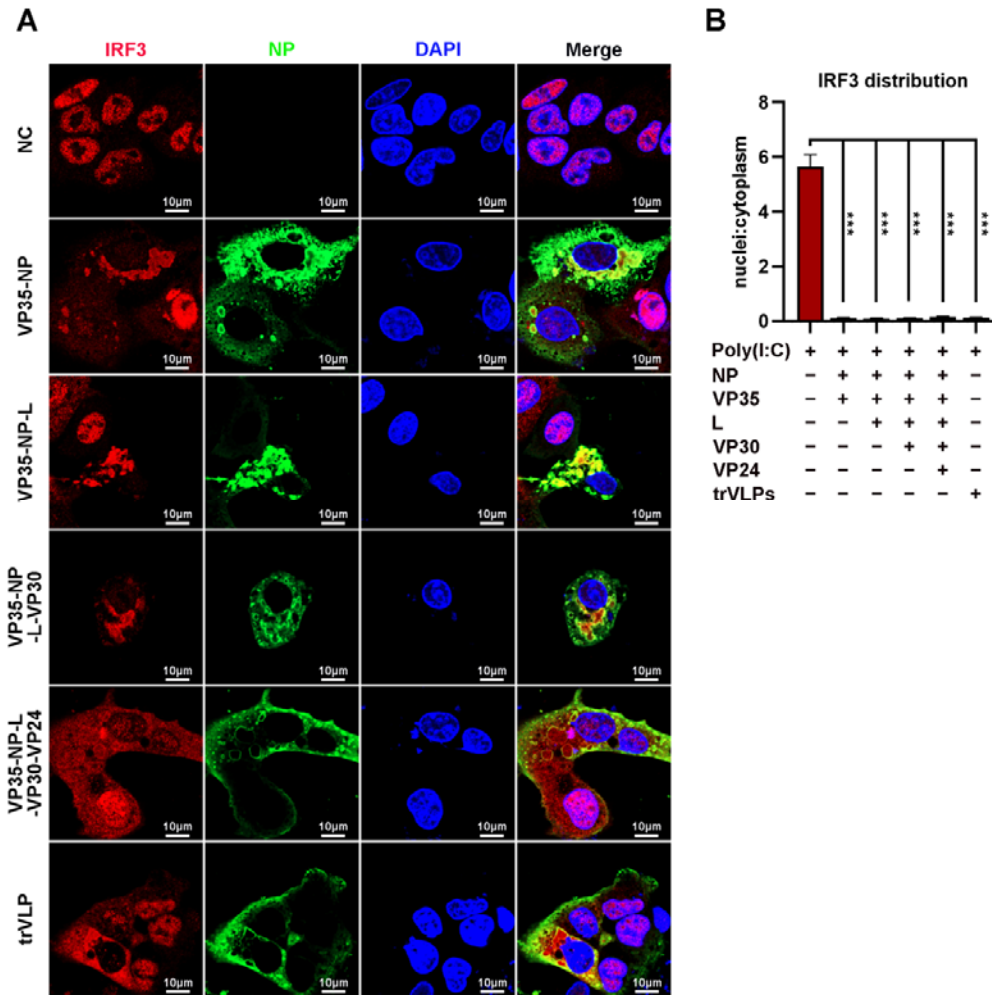 A
IRF3 NP DAPI Merge
NC
10μm 10μm 10μm 10μm
VP35-NP
10μm 10μm 10μm 10μm
VP35-NP-L
10μm 10μm 10μm 10μm
VP35-NP
-L-VP30
10μm 10μm 10μm 10μm
VP35-NP-L
-VP30-VP24
10μm 10μm 10μm 10μm
trVLP
10μm 10μm 10μm 10μm
B
IRF3 distribution
nuclei:cytoplasm
8
6
4
2
0
*** *** *** *** ***
Poly(I:C) + + + + + +
NP − + + + + −
VP35 − + + + + −
L − − + + + −
VP30 − − − + + −
VP24 − − − − + −
trVLPs − − − − − +